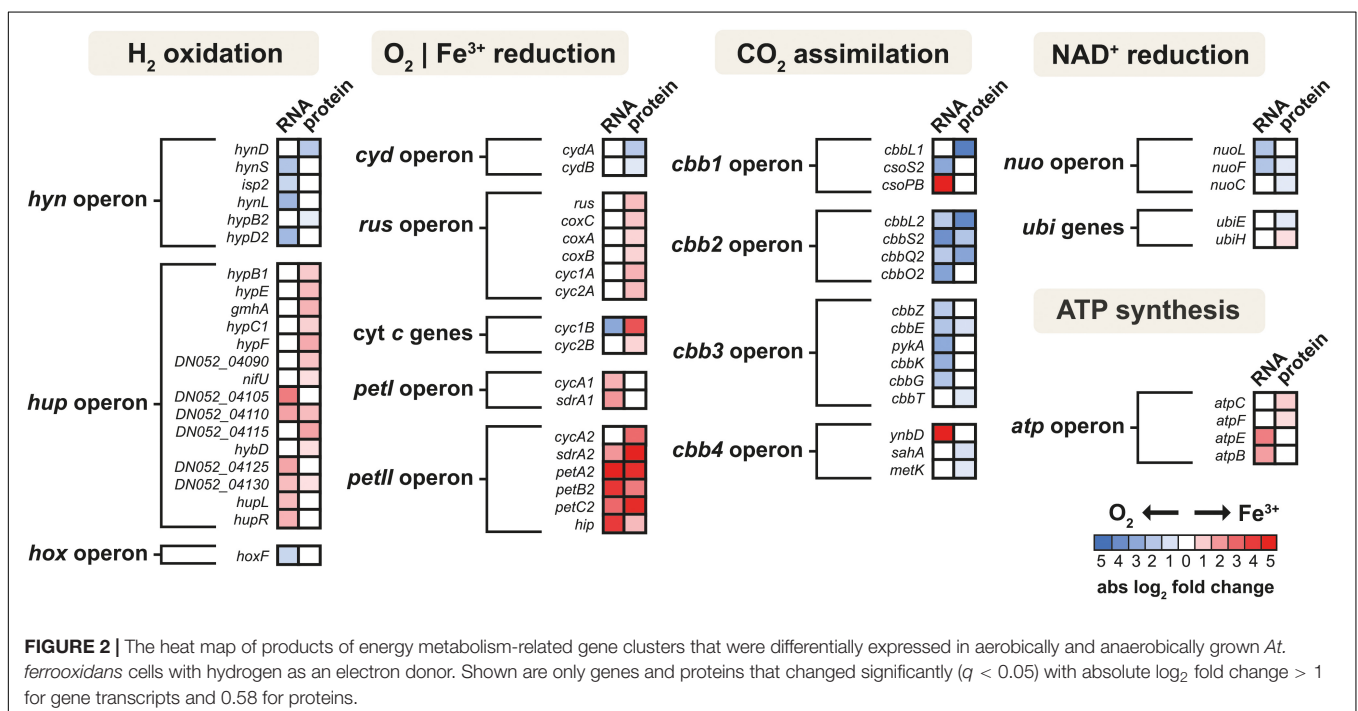 H2 oxidation
RNA
protein
hyn operon
hynD
hynS
isp2
hynL
hypB2
hypD2
hup operon
hypB1
hypE
gmhA
hypC1
hypF
DN052_04090
nifU
DN052_04105
DN052_04110
DN052_04115
hybD
DN052_04125
DN052_04130
hupL
hupR
hox operon
hoxF
O2 | Fe3+ reduction
RNA
protein
cyd operon
cydA
cydB
rus operon
rus
coxC
coxA
coxB
cyc1A
cyc2A
cyt c genes
cyc1B
cyc2B
petI operon
cycA1
sdrA1
petII operon
cycA2
sdrA2
petA2
petB2
petC2
hip
CO2 assimilation
RNA
protein
cbb1 operon
cbbL1
csoS2
csoPB
cbb2 operon
cbbL2
cbbS2
cbbQ2
cbbO2
cbb3 operon
cbbZ
cbbE
pykA
cbbK
cbbG
cbbT
cbb4 operon
ynbD
sahA
metK
NAD+ reduction
RNA
protein
nuo operon
nuoL
nuoF
nuoC
ubi genes
ubiE
ubiH
ATP synthesis
RNA
protein
atp operon
atpC
atpF
atpE
atpB
O2 ← → Fe3+
5 4 3 2 1 0 1 2 3 4 5
abs log2 fold change
FIGURE 2 | The heat map of products of energy metabolism-related gene clusters that were differentially expressed in aerobically and anaerobically grown At.
ferrooxidans cells with hydrogen as an electron donor. Shown are only genes and proteins that changed significantly (q < 0.05) with absolute log2 fold change > 1
for gene transcripts and 0.58 for proteins.